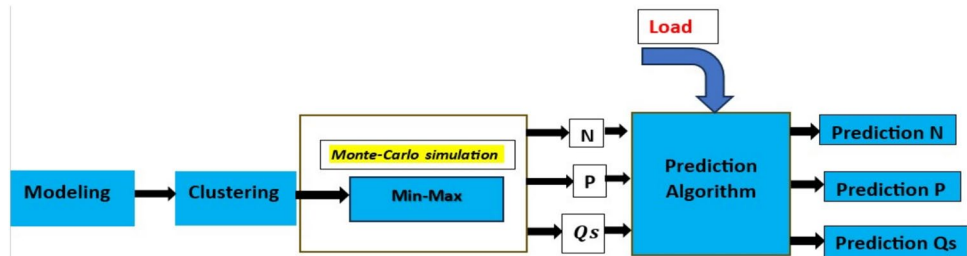 Load
Modeling
Clustering
Monte-Carlo simulation
Min-Max
N
P
Qs
Prediction
Algorithm
Prediction N
Prediction P
Prediction Qs